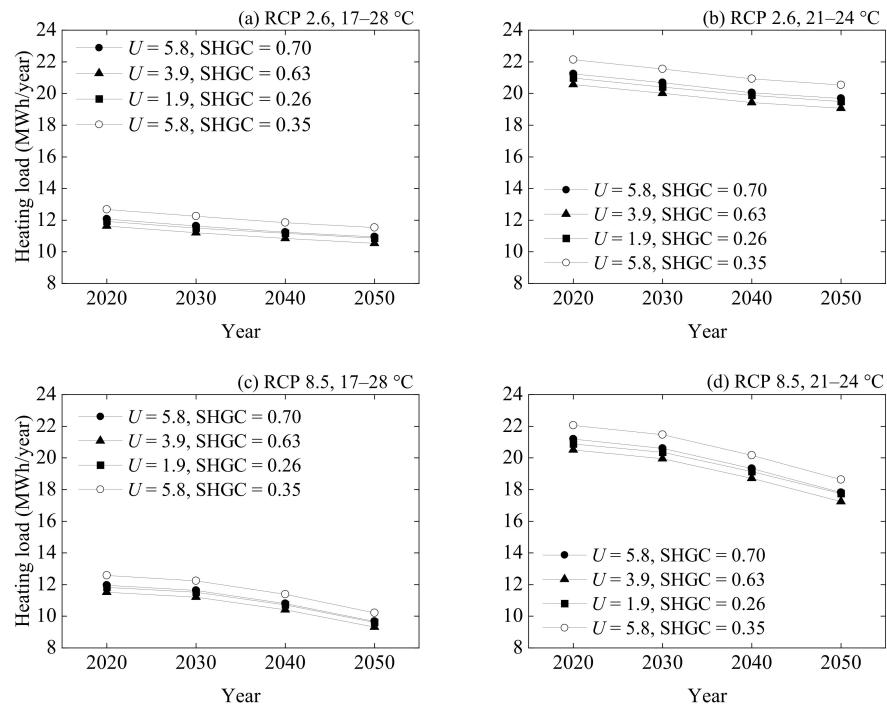 (a) RCP 2.6, 17–28 °C
24
22
20
18
16
14
12
10
8
Heating load (MWh/year)
U = 5.8, SHGC = 0.70
U = 3.9, SHGC = 0.63
U = 1.9, SHGC = 0.26
U = 5.8, SHGC = 0.35
2020 2030 2040 2050
Year
(b) RCP 2.6, 21–24 °C
24
22
20
18
16
14
12
10
8
U = 5.8, SHGC = 0.70
U = 3.9, SHGC = 0.63
U = 1.9, SHGC = 0.26
U = 5.8, SHGC = 0.35
2020 2030 2040 2050
Year
(c) RCP 8.5, 17–28 °C
24
22
20
18
16
14
12
10
8
Heating load (MWh/year)
U = 5.8, SHGC = 0.70
U = 3.9, SHGC = 0.63
U = 1.9, SHGC = 0.26
U = 5.8, SHGC = 0.35
2020 2030 2040 2050
Year
(d) RCP 8.5, 21–24 °C
24
22
20
18
16
14
12
10
8
U = 5.8, SHGC = 0.70
U = 3.9, SHGC = 0.63
U = 1.9, SHGC = 0.26
U = 5.8, SHGC = 0.35
2020 2030 2040 2050
Year